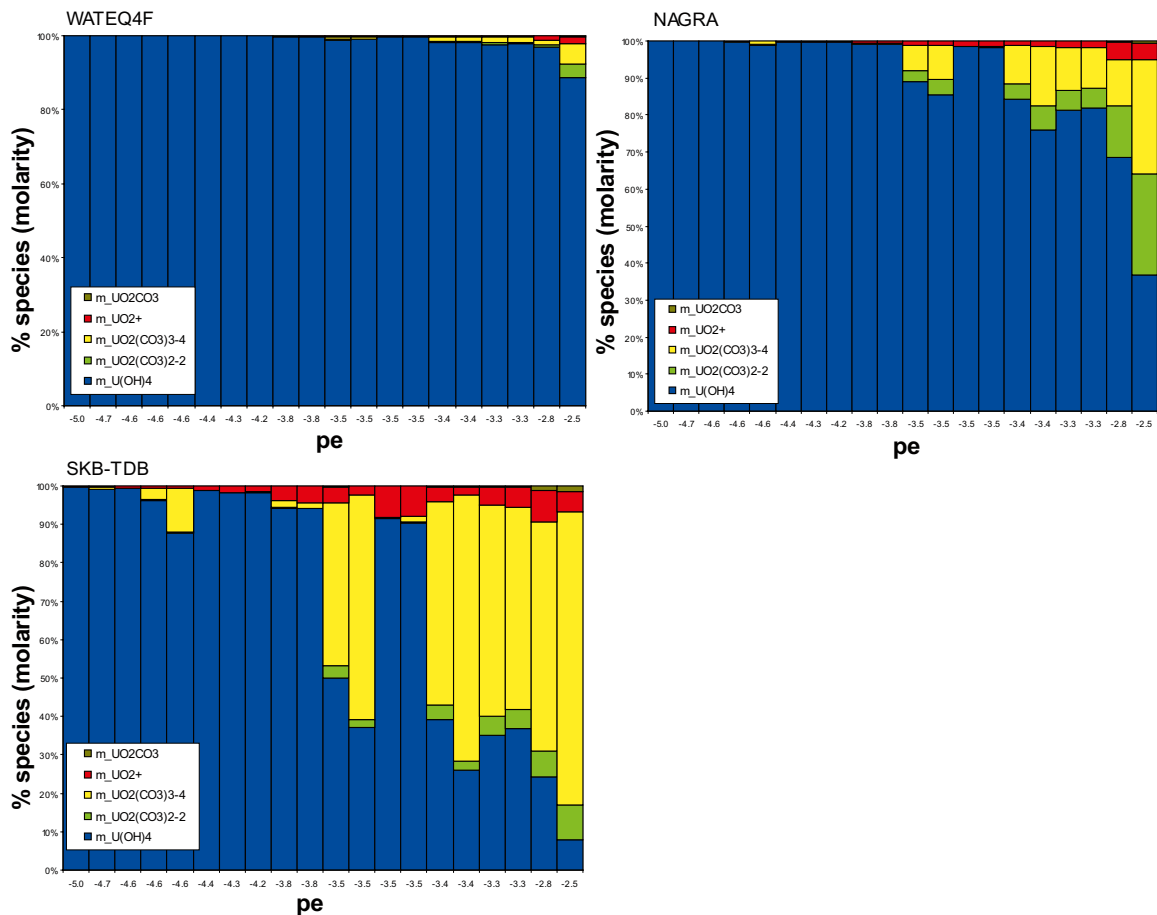 WATEQ4F
100%
80%
60%
40%
20%
0%
% species (molarity)
m_UO2CO3
m_UO2+
m_UO2(CO3)3-4
m_UO2(CO3)2-2
m_U(OH)4
-5.0 -4.7 -4.6 -4.6 -4.6 -4.4 -4.3 -4.2 -3.8 -3.8 -3.5 -3.5 -3.5 -3.5 -3.4 -3.4 -3.3 -3.3 -2.8 -2.5
pe
NAGRA
100%
90%
80%
70%
60%
50%
40%
30%
20%
10%
0%
% species (molarity)
m_UO2CO3
m_UO2+
m_UO2(CO3)3-4
m_UO2(CO3)2-2
m_U(OH)4
-5.0 -4.7 -4.6 -4.6 -4.6 -4.4 -4.3 -4.2 -3.8 -3.8 -3.5 -3.5 -3.5 -3.5 -3.4 -3.4 -3.3 -3.3 -2.8 -2.5
pe
SKB-TDB
100%
90%
80%
70%
60%
50%
40%
30%
20%
10%
0%
% species (molarity)
m_UO2CO3
m_UO2+
m_UO2(CO3)3-4
m_UO2(CO3)2-2
m_U(OH)4
-5.0 -4.7 -4.6 -4.6 -4.6 -4.4 -4.3 -4.2 -3.8 -3.8 -3.5 -3.5 -3.5 -3.5 -3.4 -3.4 -3.3 -3.3 -2.8 -2.5
pe